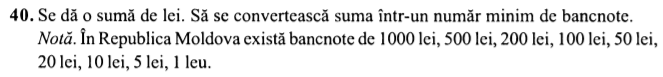 40. Se dă o sumă de lei. Să se convertească suma într-un număr minim de bancnote.
Notă. În Republica Moldova există bancnote de 1000 lei, 500 lei, 200 lei, 100 lei, 50 lei,
20 lei, 10 lei, 5 lei, 1 leu.